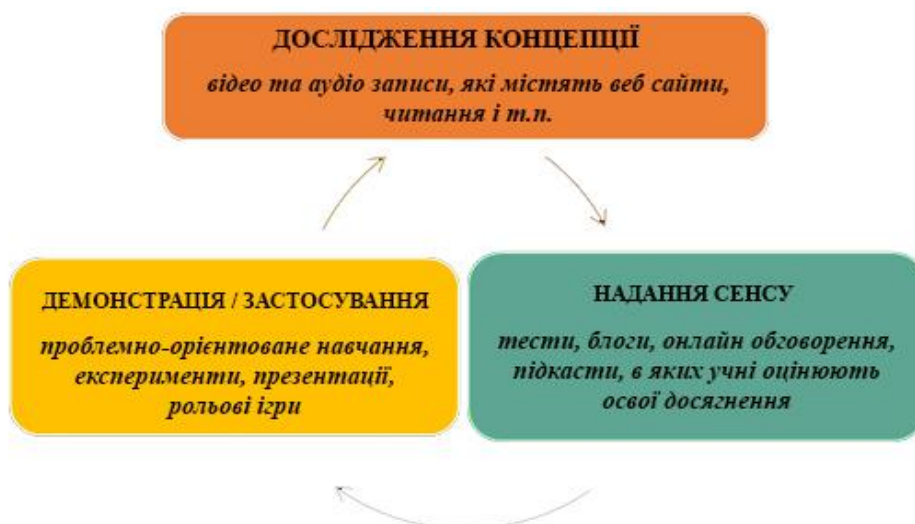 ДОСЛІДЖЕННЯ КОНЦЕПЦІЇ
відео та аудіо записи, які містять веб сайти,
читання і т.п.
ДЕМОНСТРАЦІЯ / ЗАСТОСУВАННЯ
проблемно-орієнтоване навчання,
експерименти, презентації,
рольові ігри
НАДАННЯ СЕНСУ
тести, блоги, онлайн обговорення,
підкасти, в яких учні оцінюють
освої досягнення